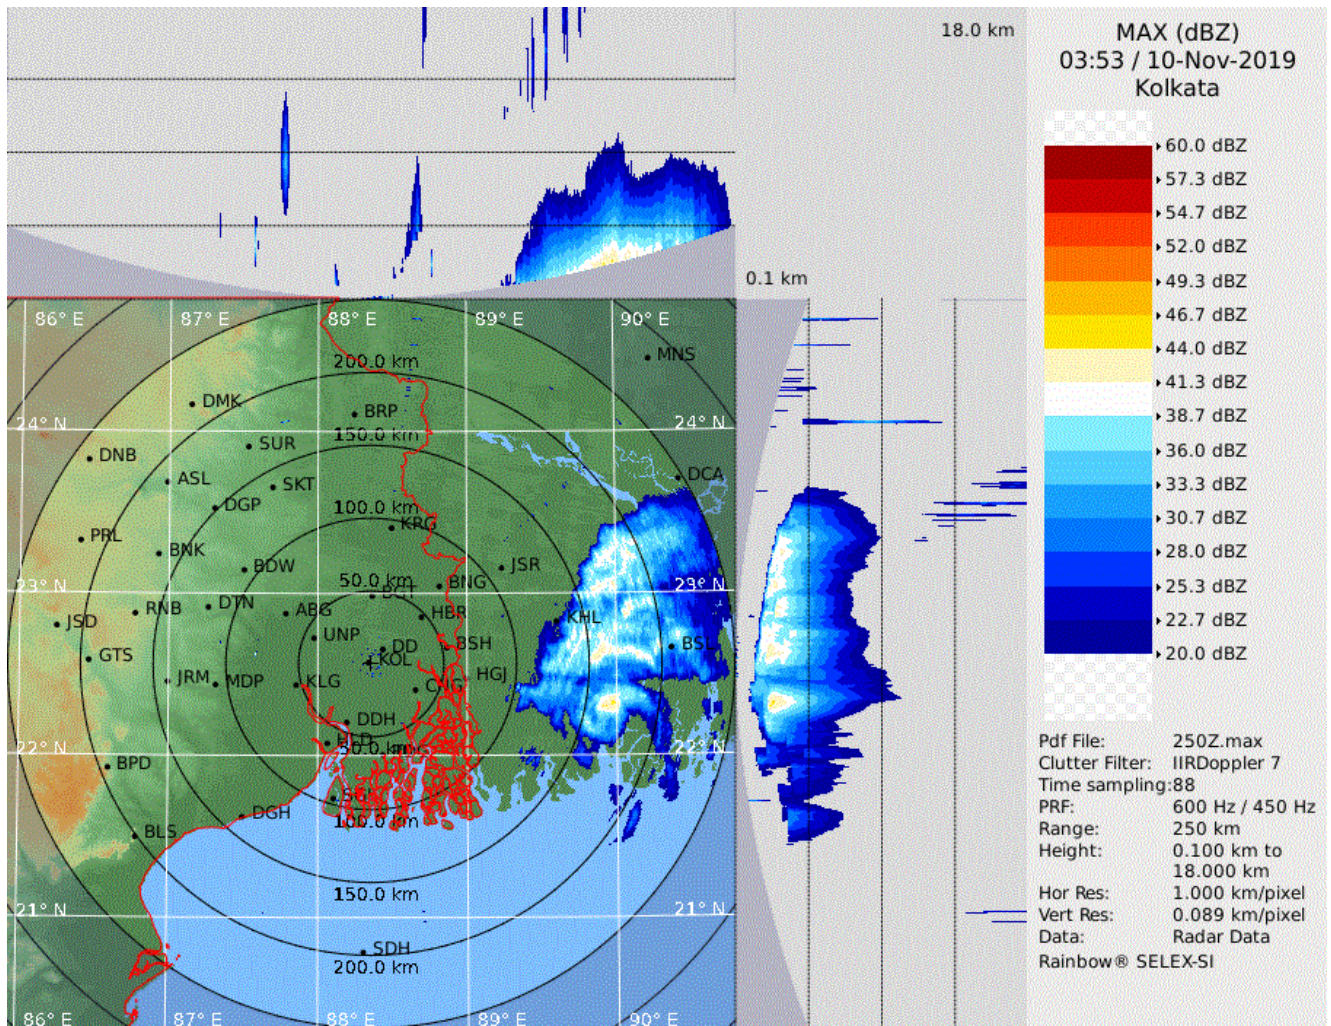 18.0 km
0.1 km
MAX (dBZ)
03:53 / 10-Nov-2019
Kolkata
60.0 dBZ
57.3 dBZ
54.7 dBZ
52.0 dBZ
49.3 dBZ
46.7 dBZ
44.0 dBZ
41.3 dBZ
38.7 dBZ
36.0 dBZ
33.3 dBZ
30.7 dBZ
28.0 dBZ
25.3 dBZ
22.7 dBZ
20.0 dBZ
Pdf File: 250Z.max
Clutter Filter: IIRDoppler 7
Time sampling:88
PRF: 600 Hz / 450 Hz
Range: 250 km
Height: 0.100 km to
18.000 km
Hor Res: 1.000 km/pixel
Vert Res: 0.089 km/pixel
Data: Radar Data
Rainbow® SELEX-SI
86° E 87° E 88° E 89° E 90° E
MNS
200.0 km
DMK
BRP
24° N 24° N
150.0 km
SUR
DNB
DCA
ASL
SKT
DGP
100.0 km
KRG
PRL
BNK
JSR
BDW
50.0 km
BNG
23° N 23° N
DTN
RNB
ABG
HBR
KHL
JSD
UNP
DD
BSH
BSL
GTS
KOL
HGJ
JRM
MDP
KLG
DDH
HLD
22° N 22° N
50.0 km
BPD
DGH
100.0 km
BLS
150.0 km
21° N 21° N
SDH
200.0 km
86° E 87° E 88° E 89° E 90° E